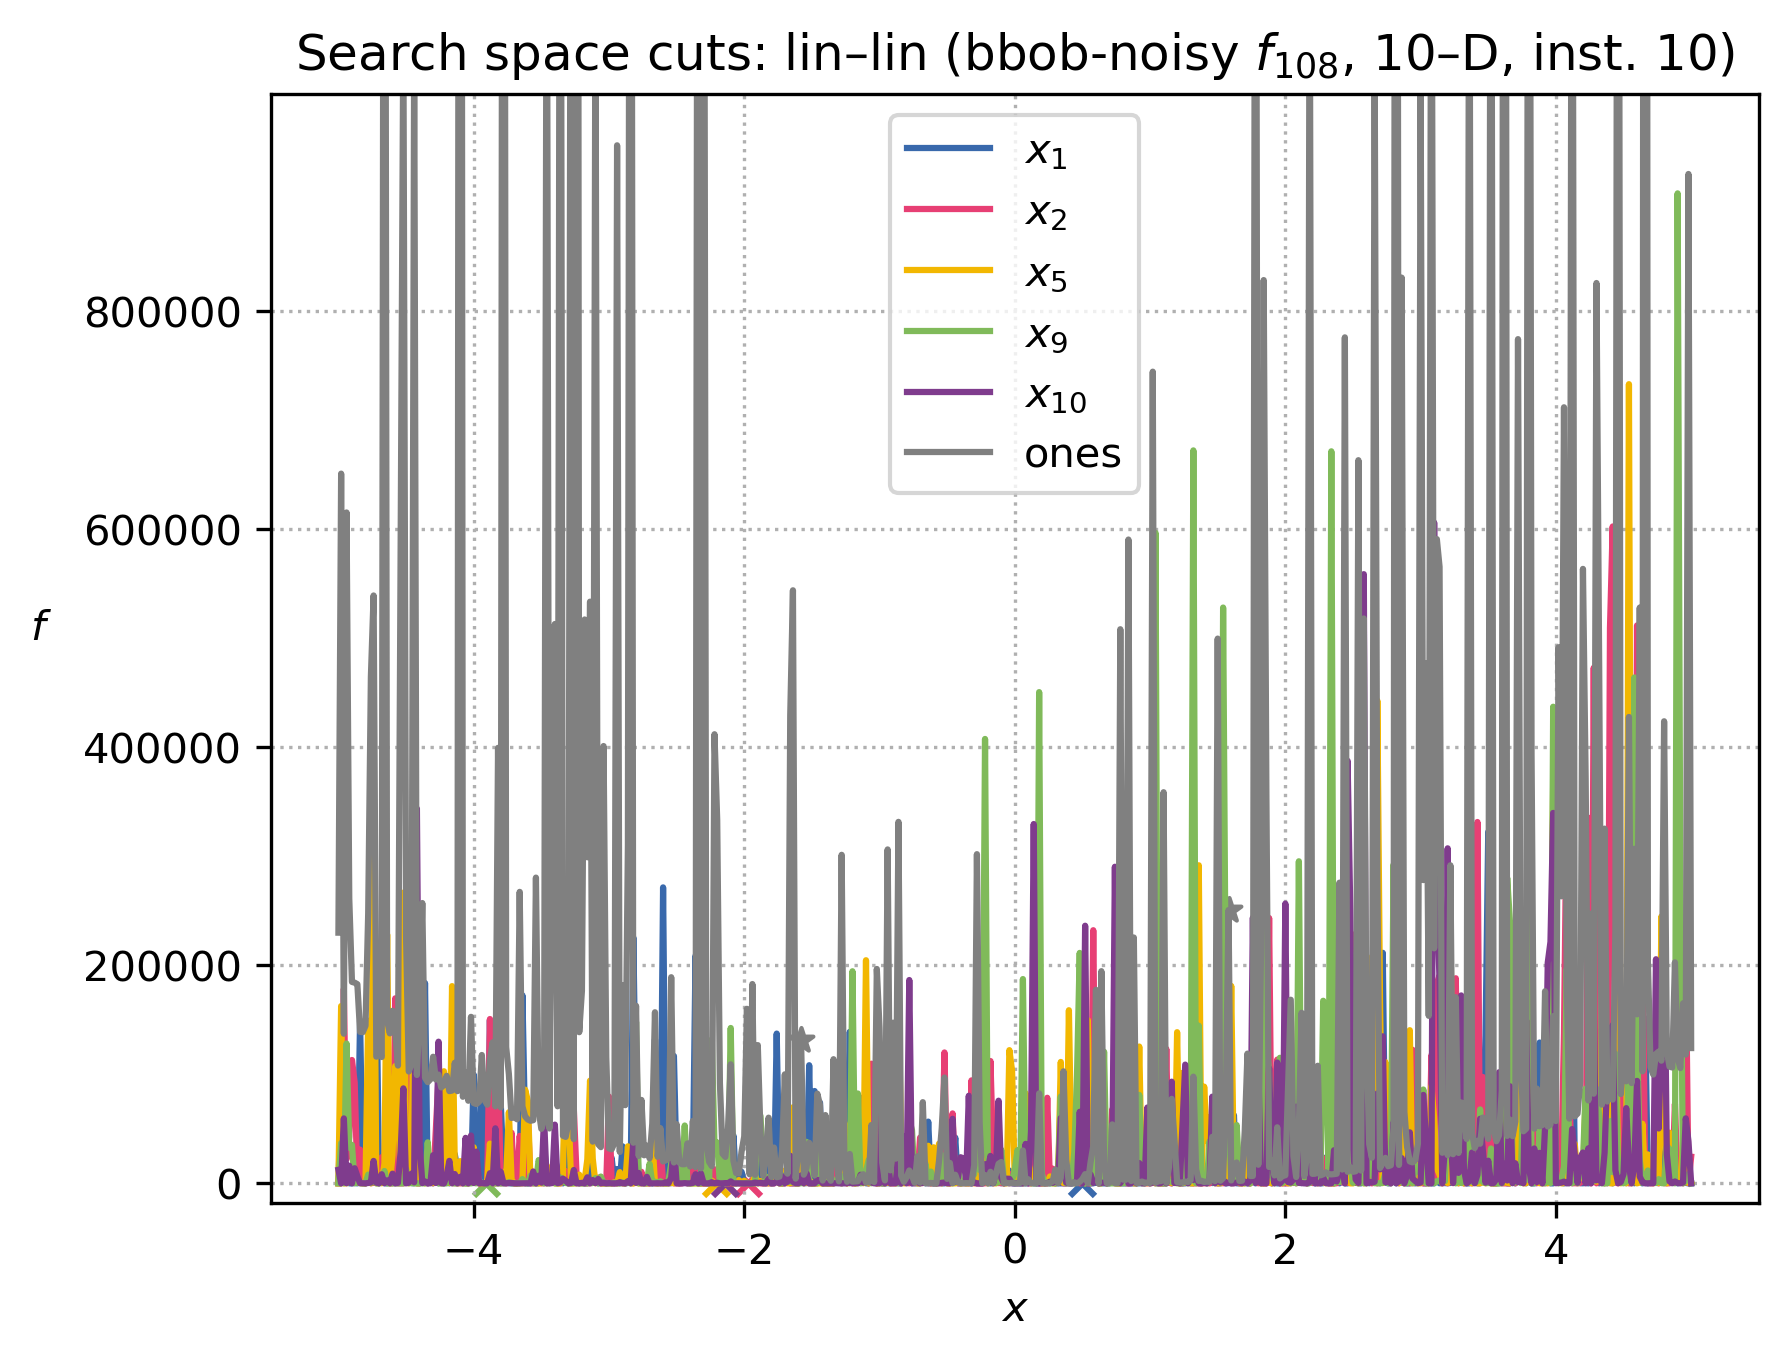 Search space cuts: lin–lin (bbob-noisy f₁₀₈, 10–D, inst. 10)
x₁
x₂
x₅
x₉
x₁₀
ones
800000
600000
400000
200000
0
f
−4 −2 0 2 4
x